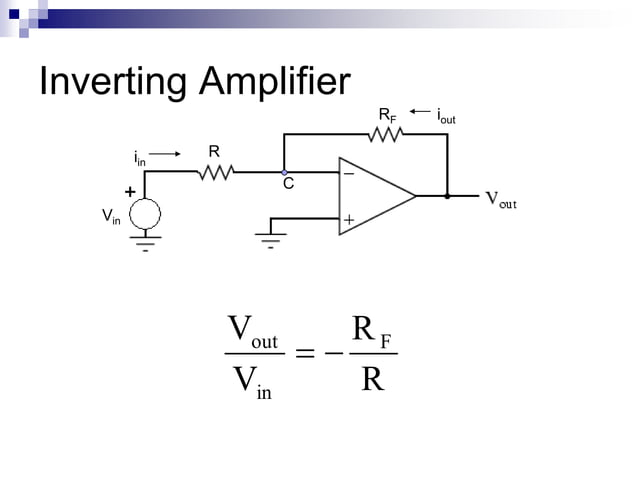 Inverting Amplifier
R_F i_out
i_in R
C −
+ V_in + V_out
V_out / V_in = − R_F / R